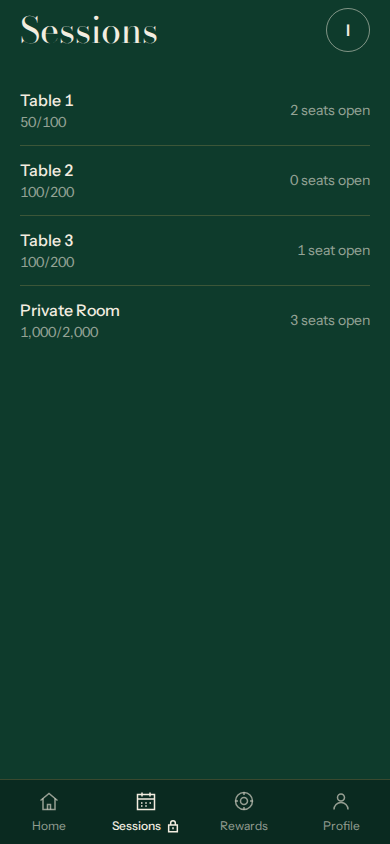 Sessions
I
Table 1
50/100
2 seats open
Table 2
100/200
0 seats open
Table 3
100/200
1 seat open
Private Room
1,000/2,000
3 seats open
Home
Sessions
Rewards
Profile